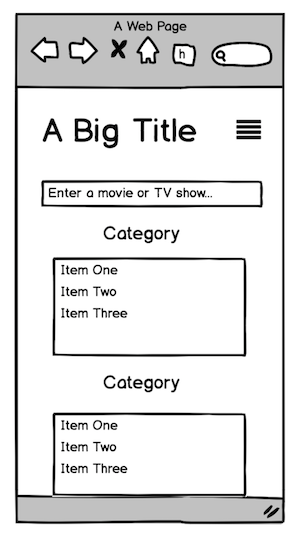 A Web Page
h
A Big Title
Enter a movie or TV show...
Category
Item One
Item Two
Item Three
Category
Item One
Item Two
Item Three